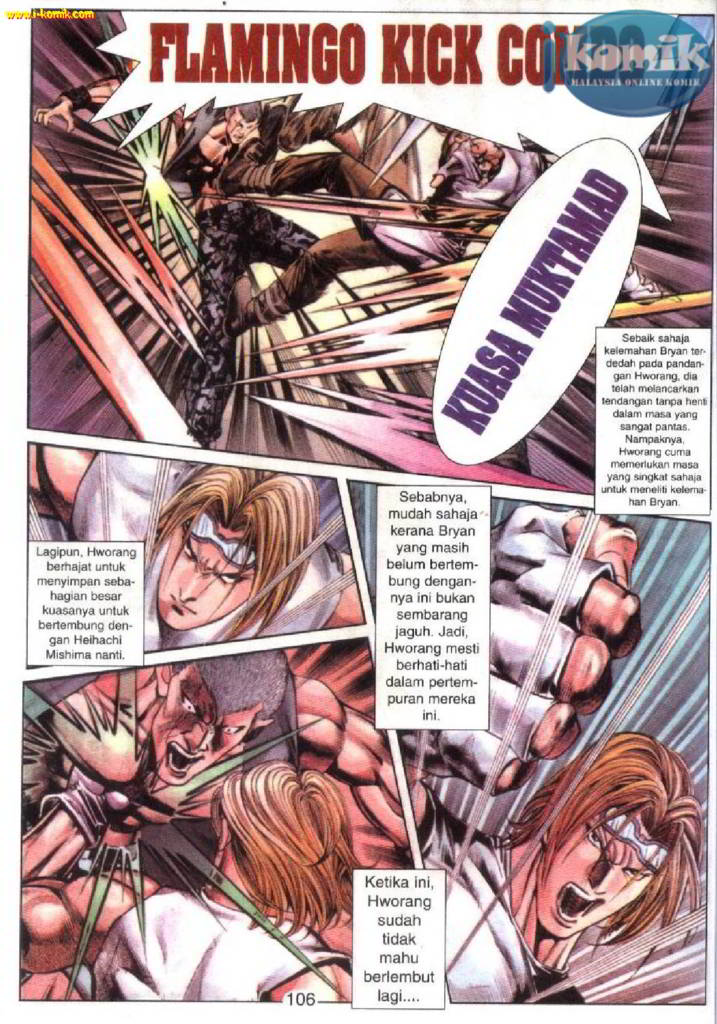 www.i-komik.com
FLAMINGO KICK
ikomik
MALAYSIA ONLINE KOMIK
KUASA MUKTAMAD
Sebaik sahaja
kelemahan Bryan ter-
dedah pada pandan-
gan Hworang, dia
telah melancarkan
tendangan tanpa henti
dalam masa yang
sangat pantas.
Nampaknya,
Hworang cuma
memerlukan masa
yang singkat sahaja
untuk meneliti kelema-
han Bryan.
Lagipun, Hworang
berhajat untuk
menyimpan seba-
hagian besar
kuasanya untuk
bertembung den-
gan Heihachi
Mishima nanti.
Sebabnya,
mudah sahaja
kerana Bryan
yang masih
belum bertem-
bung dengan-
nya ini bukan
sembarang
jaguh. Jadi,
Hworang mesti
berhati-hati
dalam pertem-
puran mereka
ini.
Ketika ini,
Hworang
sudah
tidak
mahu
berlembut
lagi....
106